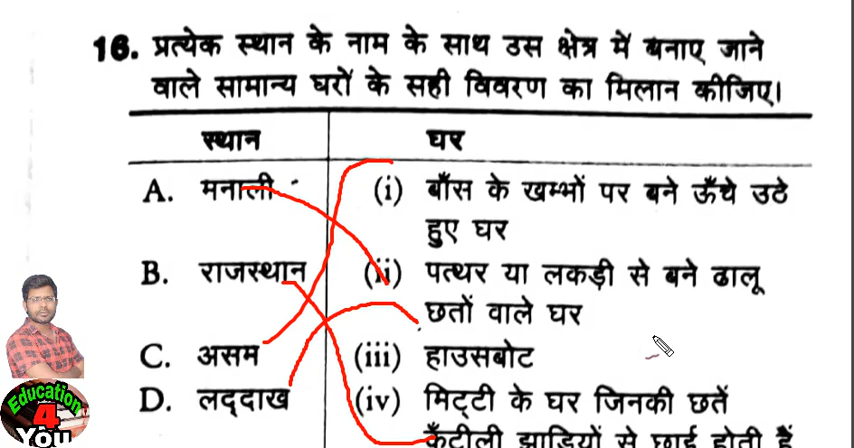 16. प्रत्येक स्थान के नाम के साथ उस क्षेत्र में बनाए जाने
वाले सामान्य घरों के सही विवरण का मिलान कीजिए।
स्थान घर
A. मनाली (i) बाँस के खम्भों पर बने ऊँचे उठे
हुए घर
B. राजस्थान (ii) पत्थर या लकड़ी से बने ढालू
छतों वाले घर
C. असम (iii) हाउसबोट
D. लद्दाख (iv) मिट्टी के घर जिनकी छतें
कँटीली झाड़ियों से छाई होती हैं
Education
4
You